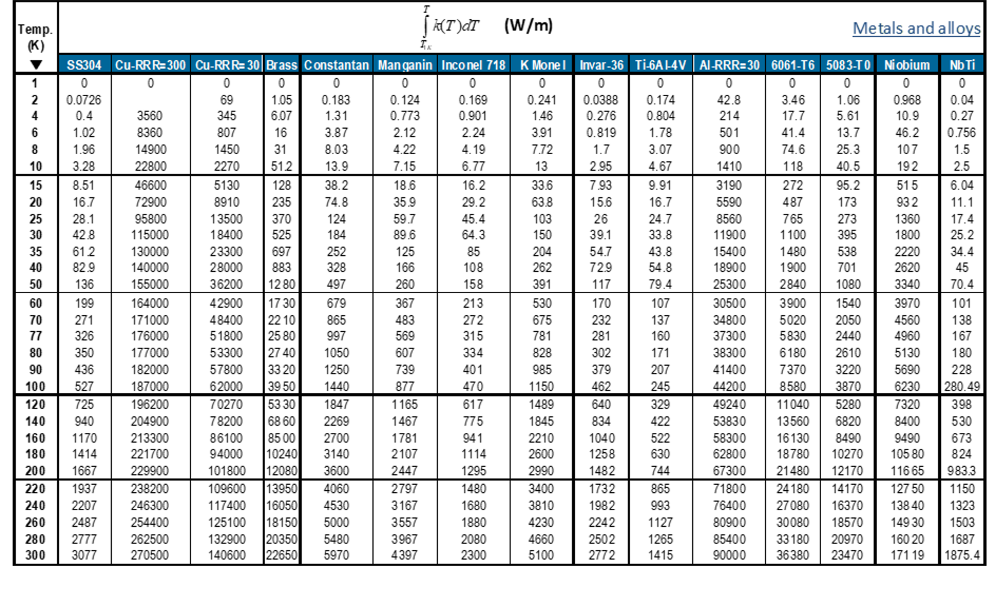 T
∫ k(T)dT (W/m) Metals and alloys
T1K
Temp.
(K)
▼ SS304 Cu-RRR=300 Cu-RRR=30 Brass Constantan Manganin Inconel 718 K Monel Invar-36 Ti-6Al-4V Al-RRR=30 6061-T6 5083-T0 Niobium NbTi
1 0 0 0 0 0 0 0 0 0 0 0 0 0 0 0
2 0.0726 69 1.05 0.183 0.124 0.169 0.241 0.0388 0.174 42.8 3.46 1.06 0.968 0.04
4 0.4 3560 345 6.07 1.31 0.773 0.901 1.46 0.276 0.804 214 17.7 5.61 10.9 0.27
6 1.02 8360 807 16 3.87 2.12 2.24 3.91 0.819 1.78 501 41.4 13.7 46.2 0.756
8 1.96 14900 1450 31 8.03 4.22 4.19 7.72 1.7 3.07 900 74.6 25.3 107 1.5
10 3.28 22800 2270 51.2 13.9 7.15 6.77 13 2.95 4.67 1410 118 40.5 192 2.5
15 8.51 46600 5130 128 38.2 18.6 16.2 33.6 7.93 9.91 3190 272 95.2 515 6.04
20 16.7 72900 8910 235 74.8 35.9 29.2 63.8 15.6 16.7 5590 487 173 932 11.1
25 28.1 95800 13500 370 124 59.7 45.4 103 26 24.7 8560 765 273 1360 17.4
30 42.8 115000 18400 525 184 89.6 64.3 150 39.1 33.8 11900 1100 395 1800 25.2
35 61.2 130000 23300 697 252 125 85 204 54.7 43.8 15400 1480 538 2220 34.4
40 82.9 140000 28000 883 328 166 108 262 72.9 54.8 18900 1900 701 2620 45
50 136 155000 36200 1280 497 260 158 391 117 79.4 25300 2840 1080 3340 70.4
60 199 164000 42900 1730 679 367 213 530 170 107 30500 3900 1540 3970 101
70 271 171000 48400 2210 865 483 272 675 232 137 34800 5020 2050 4560 138
77 326 176000 51800 2580 997 569 315 781 281 160 37300 5830 2440 4960 167
80 350 177000 53300 2740 1050 607 334 828 302 171 38300 6180 2610 5130 180
90 436 182000 57800 3320 1250 739 401 985 379 207 41400 7370 3220 5690 228
100 527 187000 62000 3950 1440 877 470 1150 462 245 44200 8580 3870 6230 280.49
120 725 196200 70270 5330 1847 1165 617 1489 640 329 49240 11040 5280 7320 398
140 940 204900 78200 6860 2269 1467 775 1845 834 422 53830 13560 6820 8400 530
160 1170 213300 86100 8500 2700 1781 941 2210 1040 522 58300 16130 8490 9490 673
180 1414 221700 94000 10240 3140 2107 1114 2600 1258 630 62800 18780 10270 10580 824
200 1667 229900 101800 12080 3600 2447 1295 2990 1482 744 67300 21480 12170 11665 983.3
220 1937 238200 109600 13950 4060 2797 1480 3400 1732 865 71800 24180 14170 12750 1150
240 2207 246300 117400 16050 4530 3167 1680 3810 1982 993 76400 27080 16370 13840 1323
260 2487 254400 125100 18150 5000 3557 1880 4230 2242 1127 80900 30080 18570 14930 1503
280 2777 262500 132900 20350 5480 3967 2080 4660 2502 1265 85400 33180 20970 16020 1687
300 3077 270500 140600 22650 5970 4397 2300 5100 2772 1415 90000 36380 23470 17119 1875.4